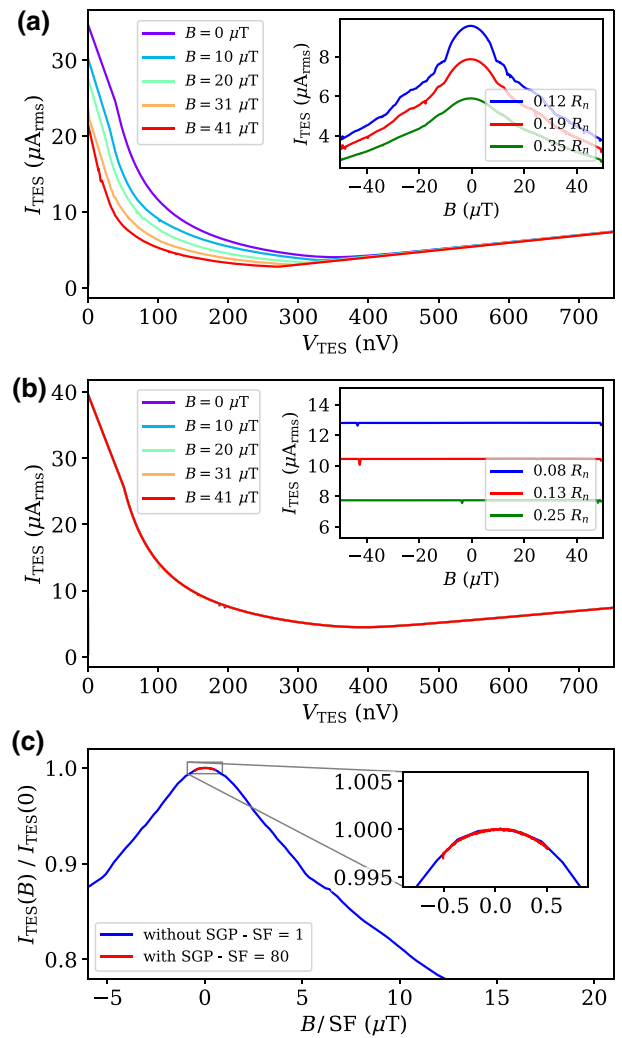 (a)
30
20
10
0
I_TES (μA_rms)
B = 0 μT
B = 10 μT
B = 20 μT
B = 31 μT
B = 41 μT
8
6
4
I_TES (μA_rms)
0.12 R_n
0.19 R_n
0.35 R_n
−40 −20 0 20 40
B (μT)
0 100 200 300 400 500 600 700
V_TES (nV)
(b)
40
30
20
10
0
I_TES (μA_rms)
B = 0 μT
B = 10 μT
B = 20 μT
B = 31 μT
B = 41 μT
14
12
10
8
6
I_TES (μA_rms)
0.08 R_n
0.13 R_n
0.25 R_n
−40 −20 0 20 40
B (μT)
0 100 200 300 400 500 600 700
V_TES (nV)
(c)
1.0
0.9
0.8
I_TES(B) / I_TES(0)
1.005
1.000
0.995
−0.5 0.0 0.5
without SGP - SF = 1
with SGP - SF = 80
−5 0 5 10 15 20
B/ SF (μT)